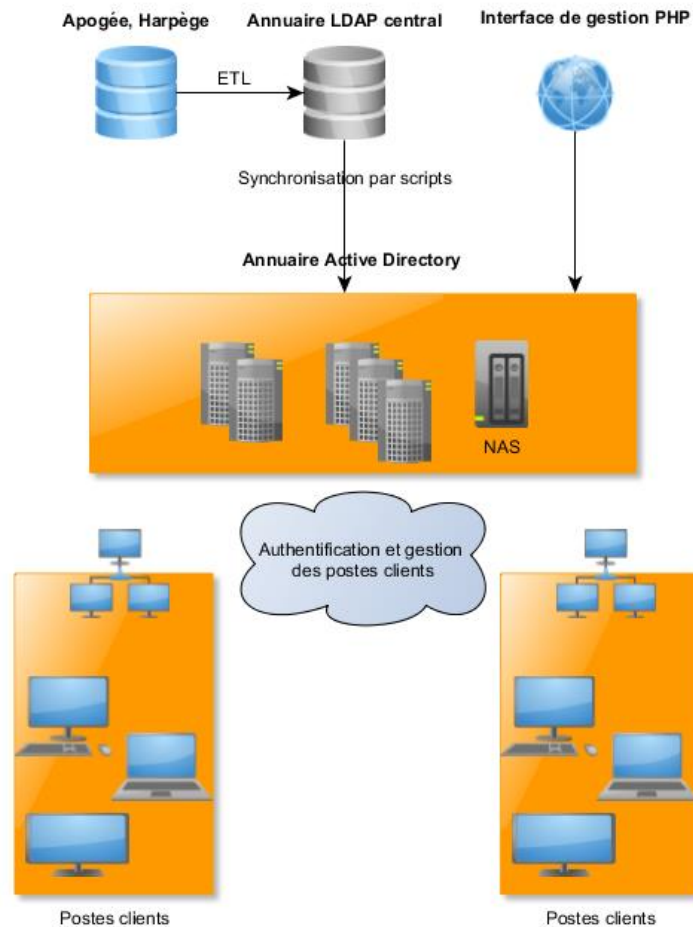 Apogée, Harpège
Annuaire LDAP central
Interface de gestion PHP
ETL
Synchronisation par scripts
Annuaire Active Directory
NAS
Authentification et gestion
des postes clients
Postes clients
Postes clients